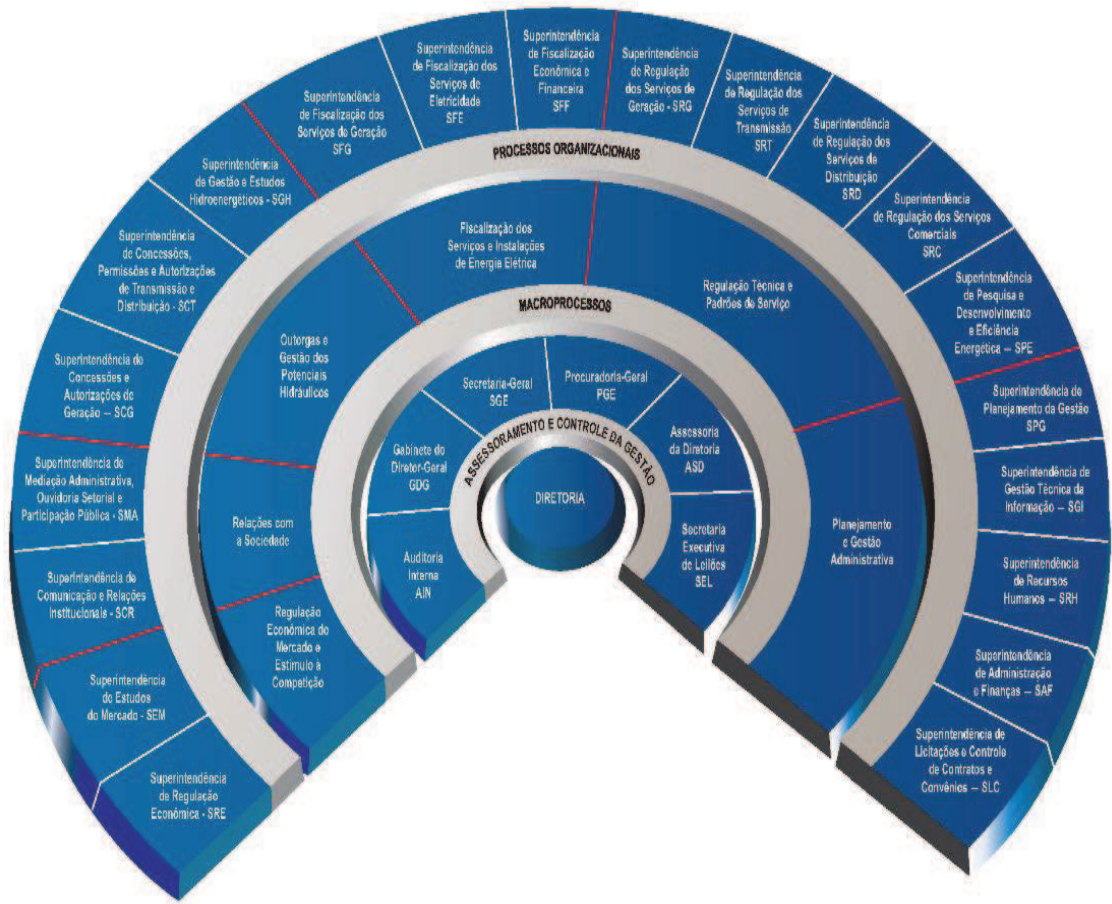 Superintendência
de Regulação
Econômica - SRE
Superintendência
de Estudos
do Mercado - SEM
Superintendência de
Comunicação e Relações
Institucionais - SCR
Superintendência de
Mediação Administrativa,
Ouvidoria Setorial e
Participação Pública - SMA
Superintendência de
Concessões e
Autorizações de
Geração – SCG
Superintendência
de Concessões,
Permissões e Autorizações
de Transmissão e
Distribuição - SCT
Superintendência
de Gestão e Estudos
Hidroenergéticos - SGH
Superintendência
de Fiscalização dos
Serviços de Geração
SFG
Superintendência
de Fiscalização dos
Serviços de
Eletricidade
SFE
Superintendência
de Fiscalização
Econômica e
Financeira
SFF
Superintendência
de Regulação
dos Serviços de
Geração - SRG
Superintendência
de Regulação dos
Serviços de
Transmissão
SRT
Superintendência
de Regulação dos
Serviços de
Distribuição
SRD
Superintendência
de Regulação dos Serviços
Comerciais
SRC
Superintendência
de Pesquisa e
Desenvolvimento
e Eficiência
Energética – SPE
Superintendência de
Planejamento da Gestão
SPG
Superintendência de
Gestão Técnica da
Informação – SGI
Superintendência
de Recursos
Humanos – SRH
Superintendência
de Administração
e Finanças – SAF
Superintendência de
Licitações e Controle
de Contratos e
Convênios – SLC
PROCESSOS ORGANIZACIONAIS
Regulação
Econômica do
Mercado e
Estímulo à
Competição
Relações com
a Sociedade
Outorgas e
Gestão dos
Potenciais
Hidráulicos
Fiscalização dos
Serviços e Instalações
de Energia Elétrica
Regulação Técnica e
Padrões de Serviço
Planejamento
e Gestão
Administrativa
MACROPROCESSOS
Auditoria
Interna
AIN
Gabinete do
Diretor-Geral
GDG
Secretaria-Geral
SGE
Procuradoria-Geral
PGE
Assessoria
da Diretoria
ASD
Secretaria
Executiva
de Leilões
SEL
ASSESSORAMENTO E CONTROLE DA GESTÃO
DIRETORIA